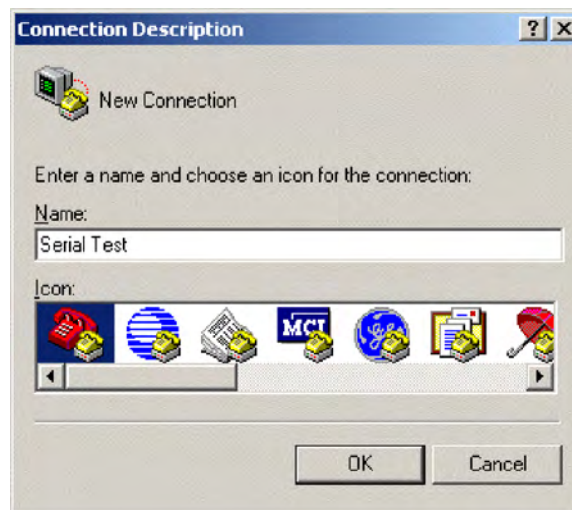 Connection Description
New Connection
Enter a name and choose an icon for the connection:
Name:
Serial Test
Icon:
MCI
OK
Cancel